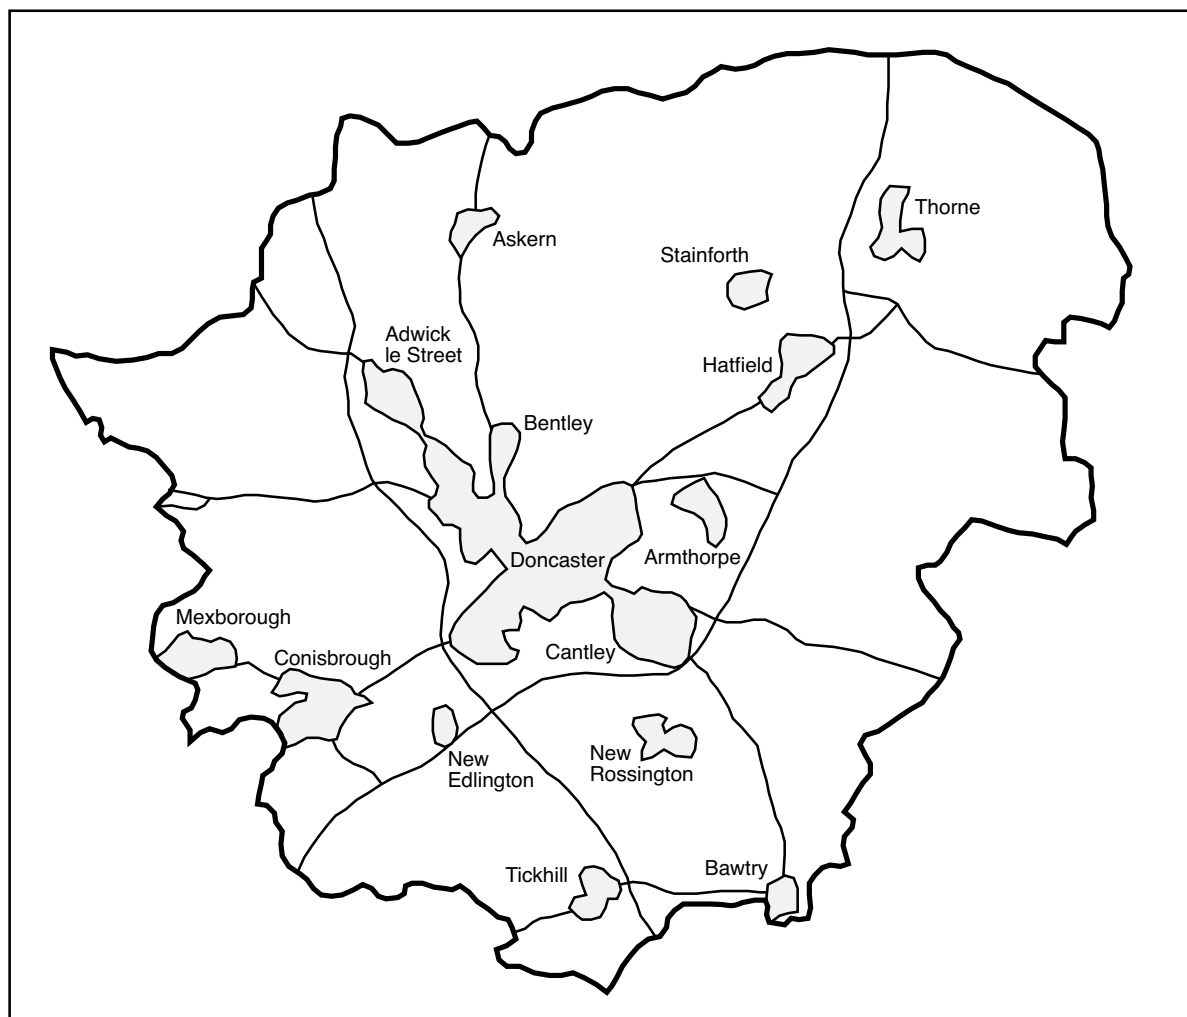 Thorne
Askern
Stainforth
Adwick
le Street
Hatfield
Bentley
Doncaster
Armthorpe
Mexborough
Cantley
Conisbrough
New
Edlington
New
Rossington
Tickhill
Bawtry